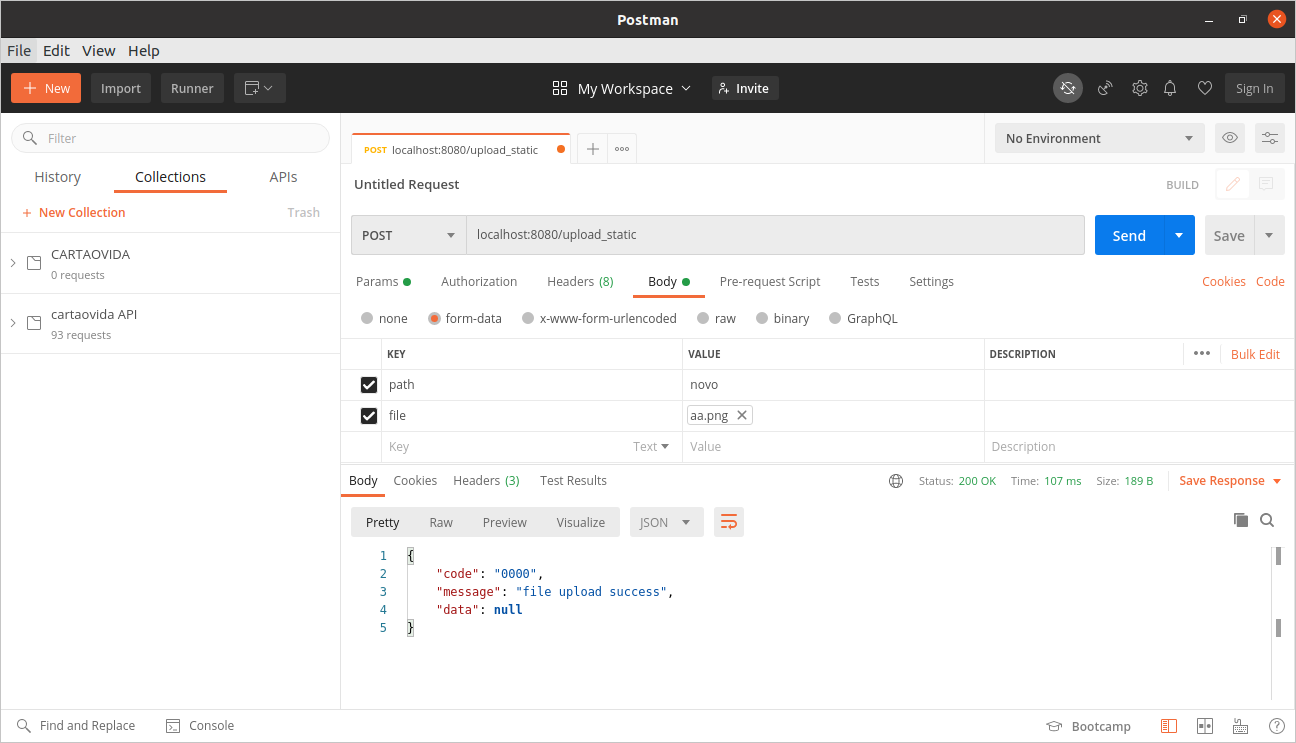 Postman
File Edit View Help
New Import Runner My Workspace Invite Sign In
Filter
History Collections APIs
New Collection Trash
CARTAOVIDA
0 requests
cartaovida API
93 requests
POST localhost:8080/upload_static
No Environment
Untitled Request BUILD
POST localhost:8080/upload_static Send Save
Params Authorization Headers (8) Body Pre-request Script Tests Settings Cookies Code
none form-data x-www-form-urlencoded raw binary GraphQL
KEY VALUE DESCRIPTION ••• Bulk Edit
path novo
file aa.png
Key Text Value Description
Body Cookies Headers (3) Test Results Status: 200 OK Time: 107 ms Size: 189 B Save Response
Pretty Raw Preview Visualize JSON
1 {
2 "code": "0000",
3 "message": "file upload success",
4 "data": null
5 }
Find and Replace Console Bootcamp